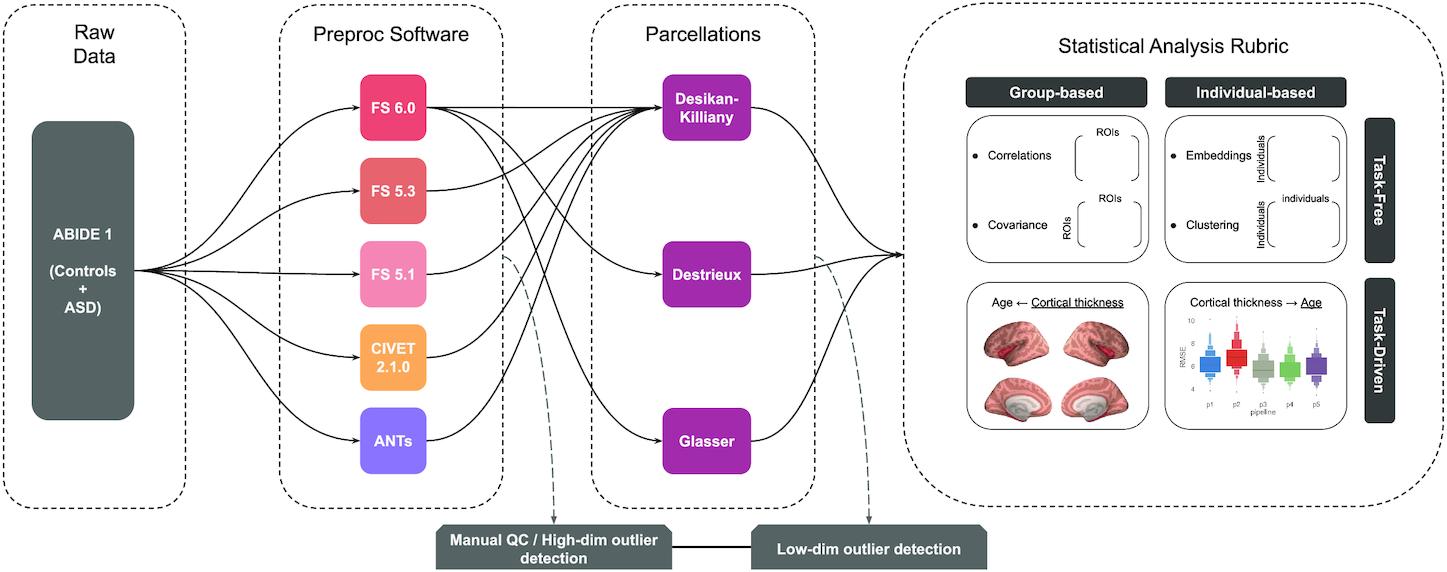 Raw
Data
ABIDE 1
(Controls
+
ASD)
Preproc Software
FS 6.0
FS 5.3
FS 5.1
CIVET
2.1.0
ANTs
Parcellations
Desikan-
Killiany
Destrieux
Glasser
Manual QC / High-dim outlier
detection
Low-dim outlier detection
Statistical Analysis Rubric
Group-based
Individual-based
Task-Free
Task-Driven
ROIs
Correlations
ROIs
Covariance
ROIs
Embeddings
Individuals
individuals
Clustering
Individuals
Age ← Cortical thickness
Cortical thickness → Age
10
8
6
4
RMSE
p1 p2 p3 p4 p5
pipeline